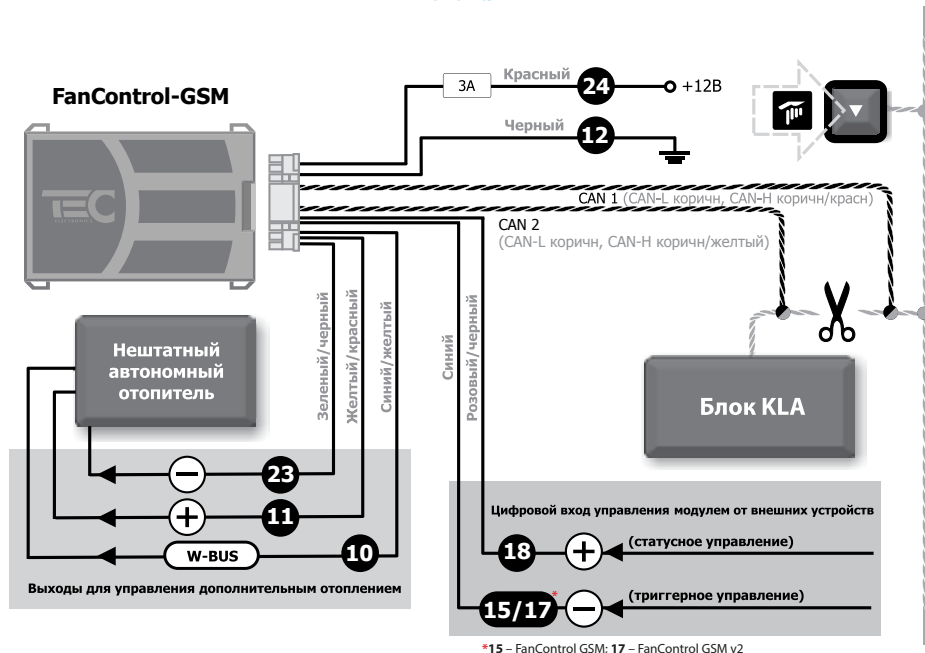 FanControl-GSM
TEC
ELECTRONICS
3А
Красный
24
+12В
Черный
12
CAN 1 (CAN-L коричн, CAN-H коричн/красн)
CAN 2
(CAN-L коричн, CAN-H коричн/желтый)
Нештатный
автономный
отопитель
Зеленый/черный
Желтый/красный
Синий/желтый
Синий
Розовый/черный
Блок KLA
23
11
W-BUS
10
Выходы для управления дополнительным отоплением
Цифровой вход управления модулем от внешних устройств
18
(статусное управление)
15/17*
(триггерное управление)
*15 – FanControl GSM; 17 – FanControl GSM v2